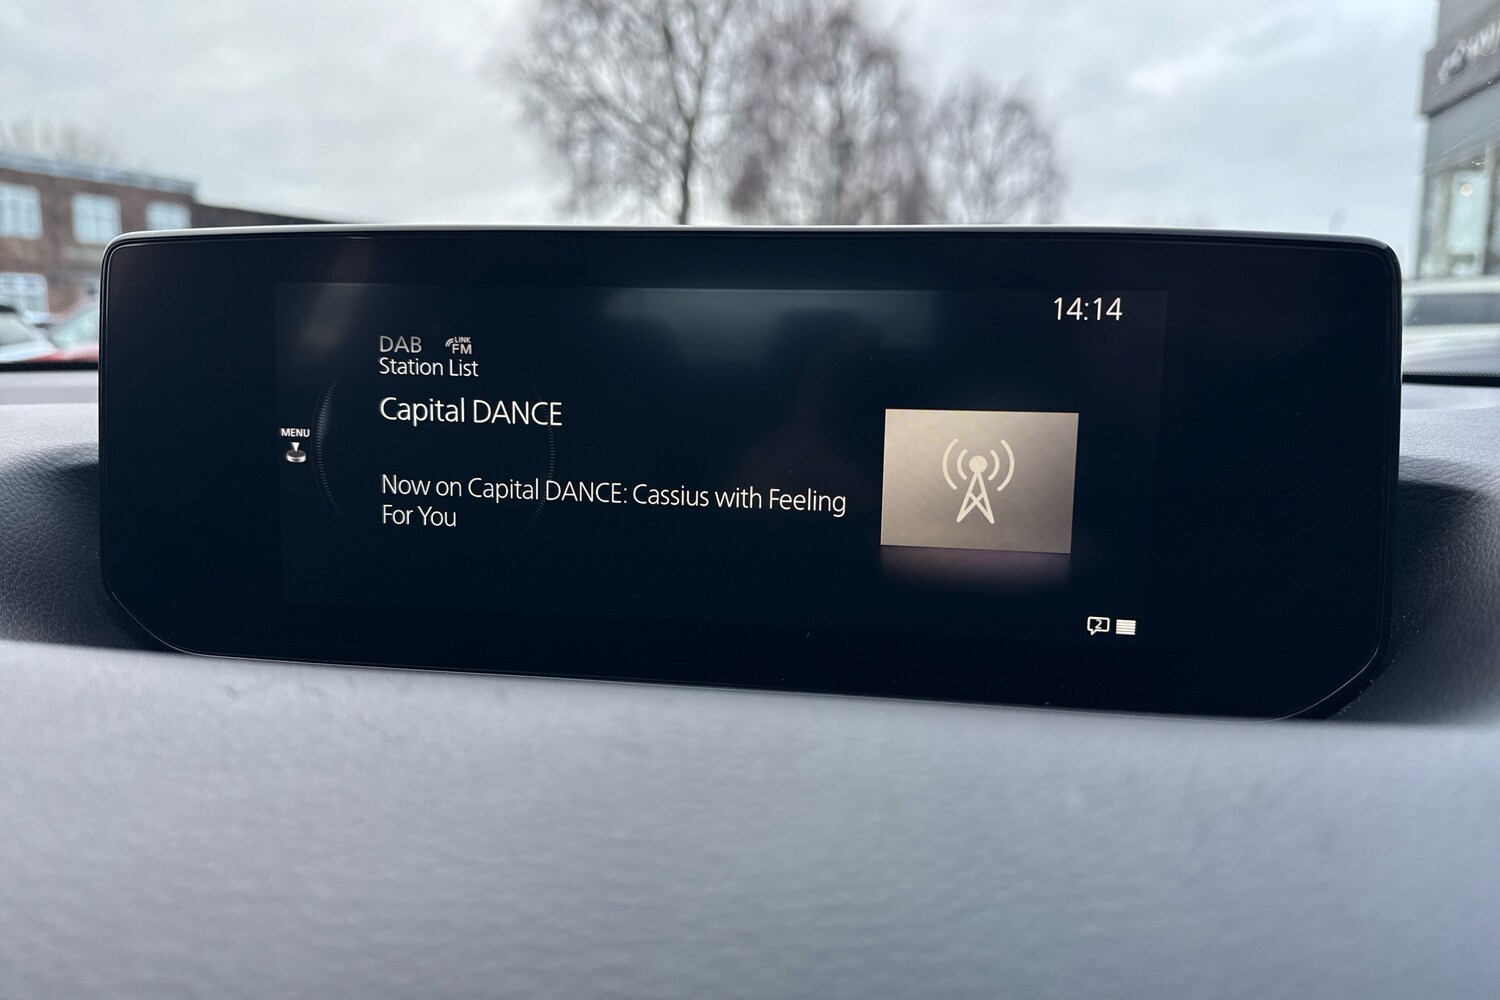 14:14
DAB LINK FM
Station List
Capital DANCE
MENU
Now on Capital DANCE: Cassius with Feeling
For You
2